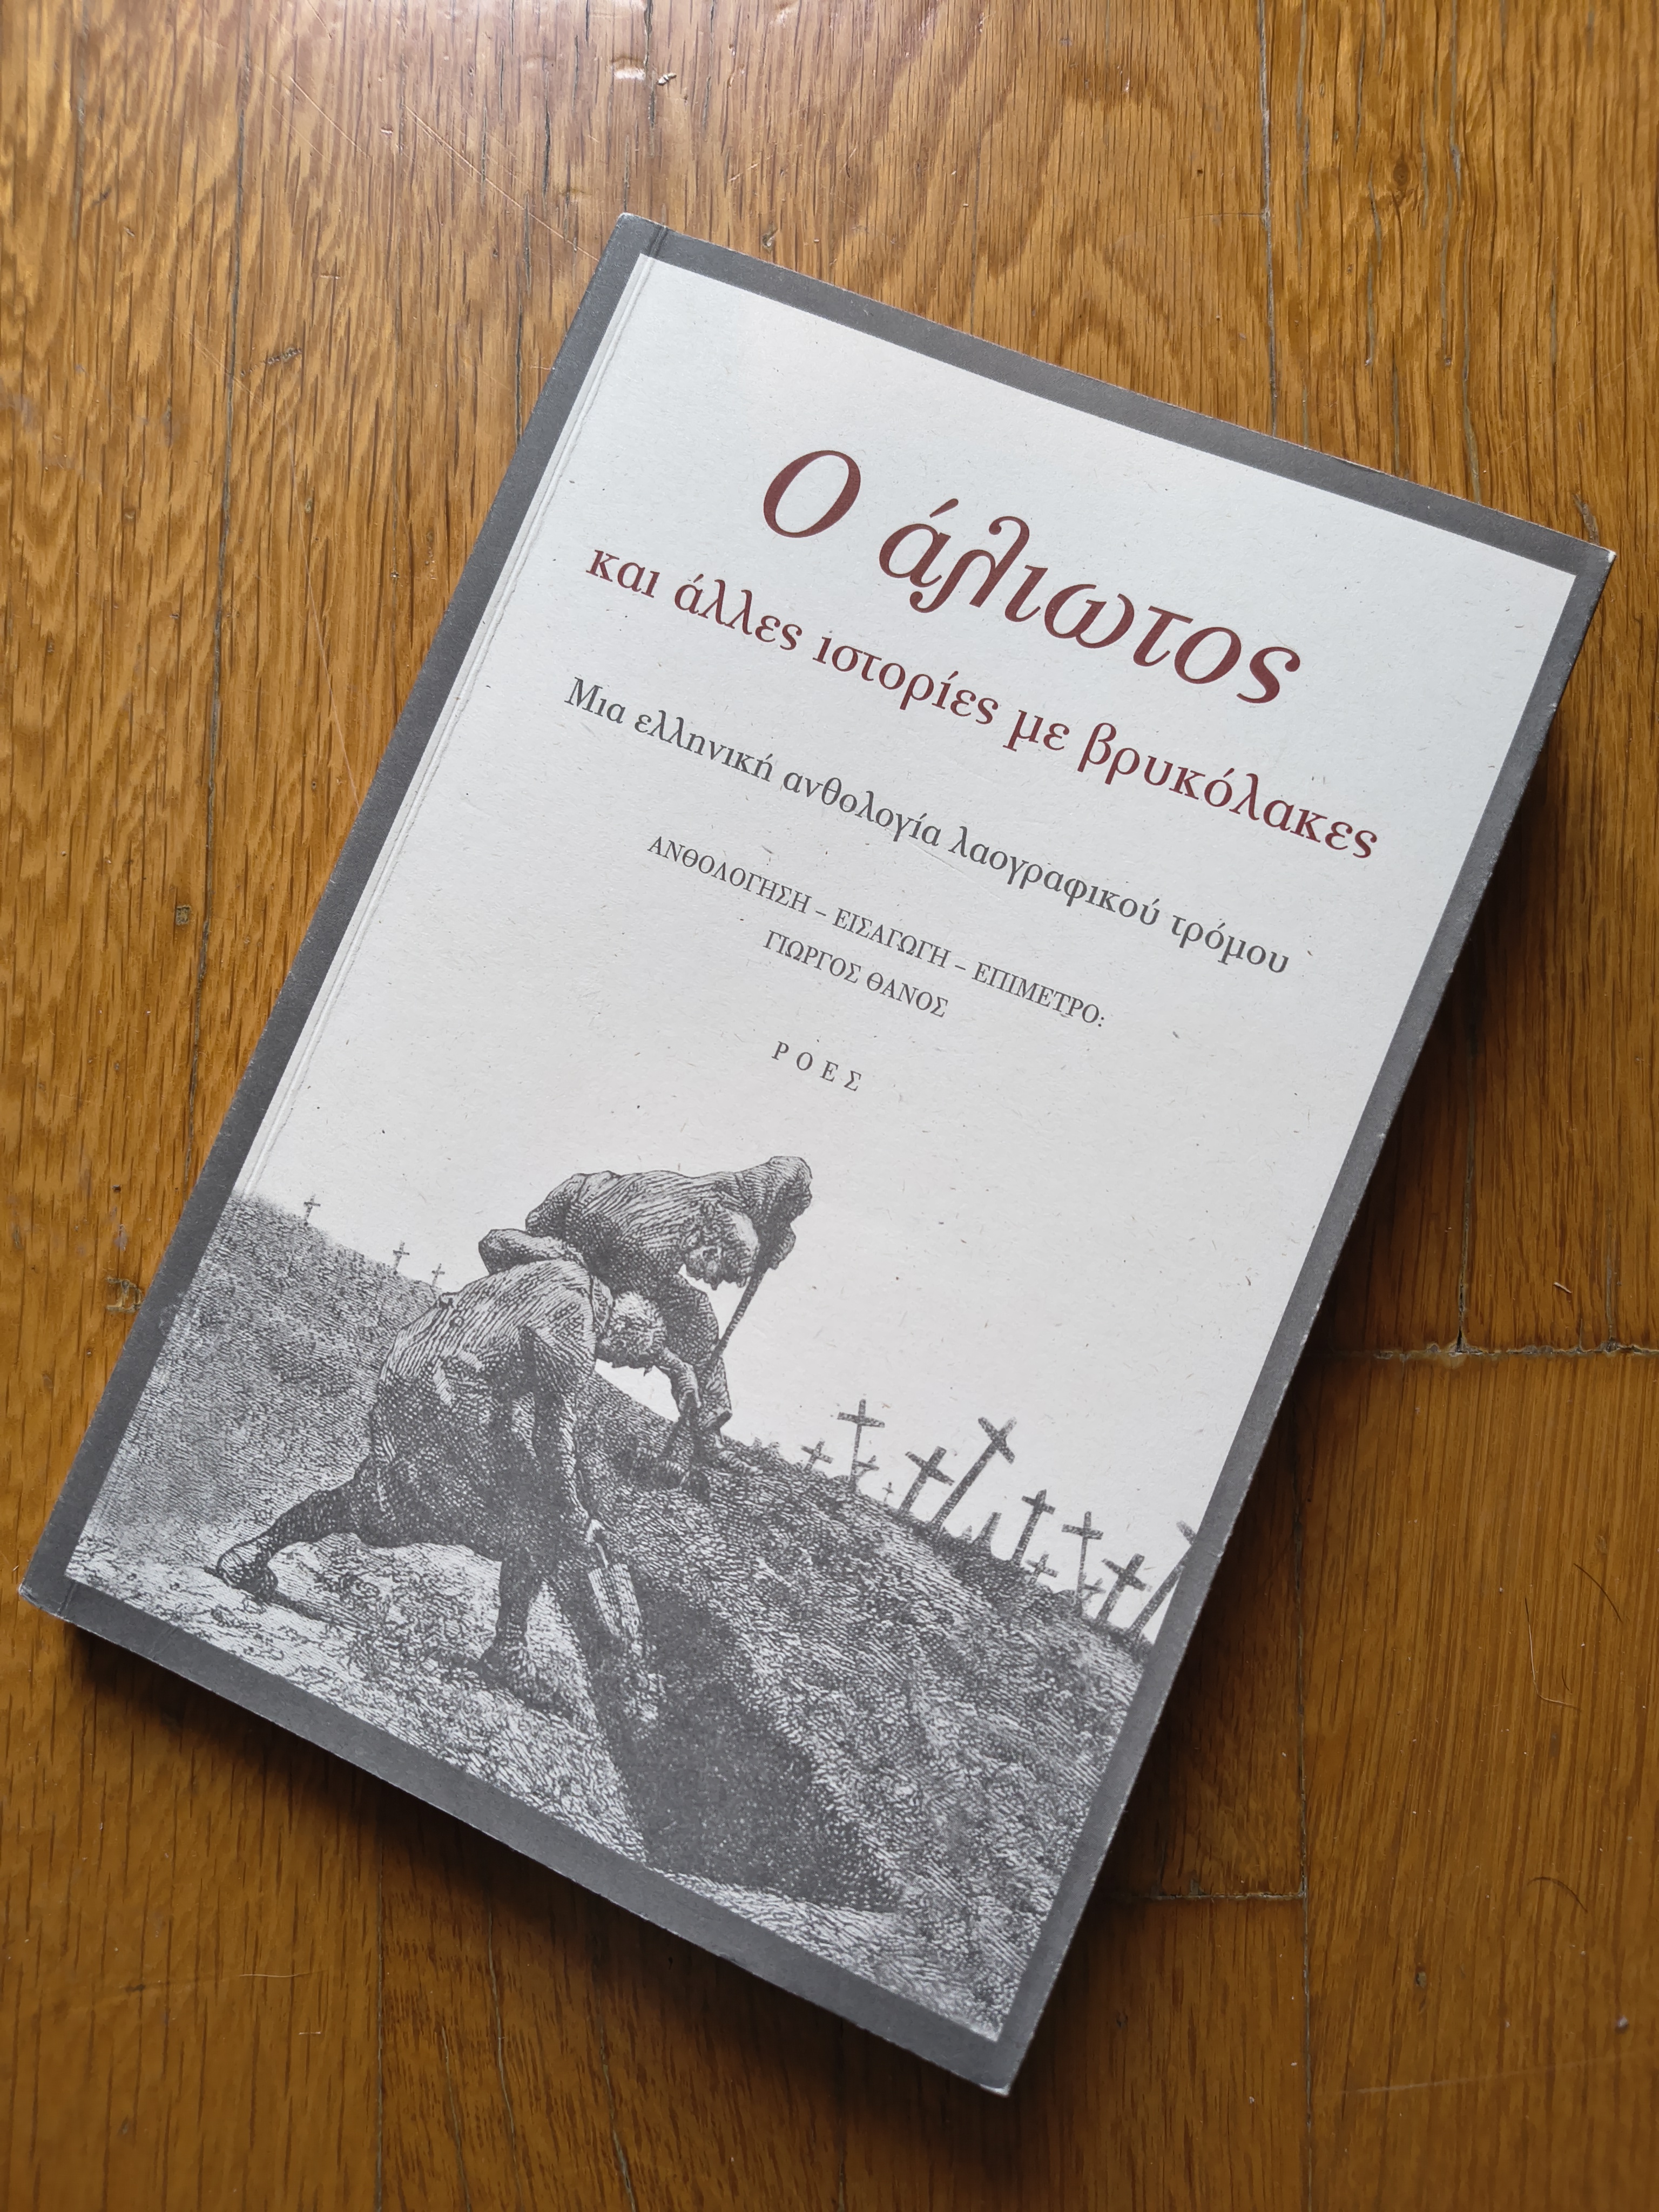 Ο άλιωτος
και άλλες ιστορίες με βρυκόλακες
Μια ελληνική ανθολογία λαογραφικού τρόμου
ΑΝΘΟΛΟΓΗΣΗ – ΕΙΣΑΓΩΓΗ – ΕΠΙΜΕΤΡΟ:
ΓΙΩΡΓΟΣ ΘΑΝΟΣ
ΡΟΕΣ